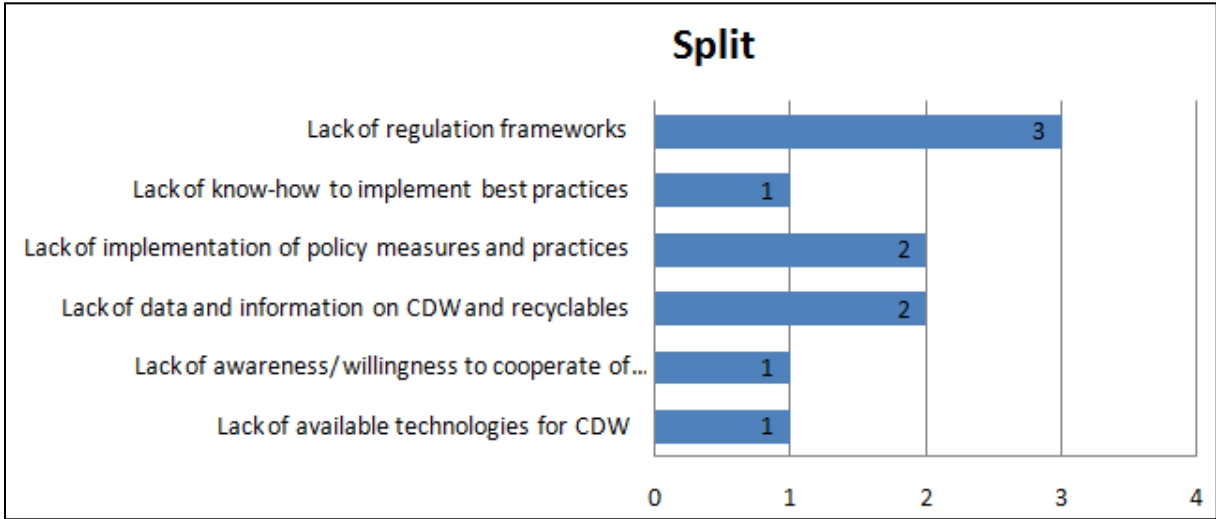 Split
Lack of regulation frameworks
3
Lack of know-how to implement best practices
1
Lack of implementation of policy measures and practices
2
Lack of data and information on CDW and recyclables
2
Lack of awareness/ willingness to cooperate of...
1
Lack of available technologies for CDW
1
0 1 2 3 4